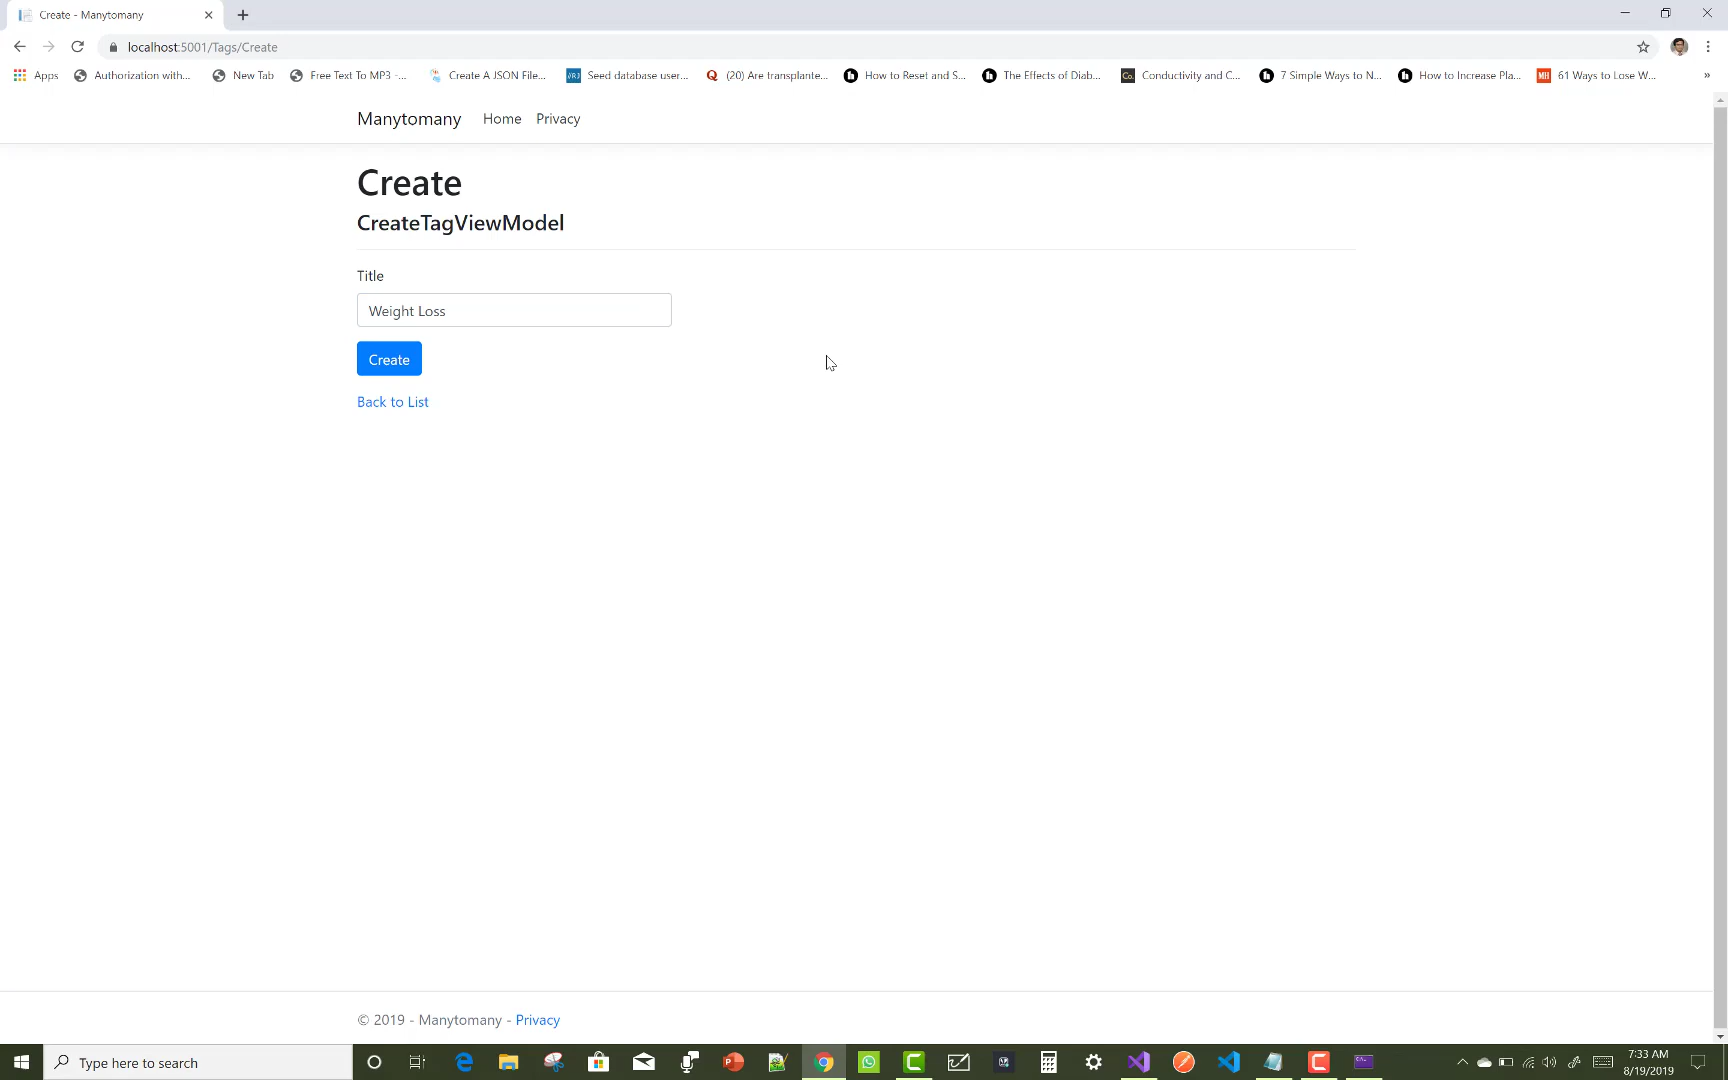 Create - Manytomany
localhost:5001/Tags/Create
Apps Authorization with... New Tab Free Text To MP3 -... Create A JSON File... Seed database user... (20) Are transplante... How to Reset and S... The Effects of Diab... Conductivity and C... 7 Simple Ways to N... How to Increase Pla... 61 Ways to Lose W... »
Manytomany Home Privacy
Create
CreateTagViewModel
Title
Weight Loss
Create
Back to List
© 2019 - Manytomany - Privacy
Type here to search
7:33 AM
8/19/2019